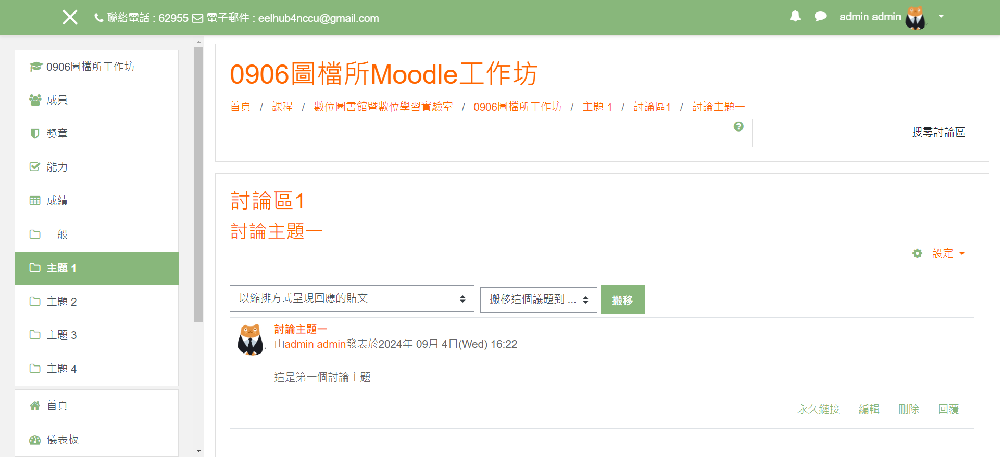 聯絡電話 : 62955 電子郵件 : eelhub4nccu@gmail.com
admin admin
0906圖檔所工作坊
成員
獎章
能力
成績
一般
主題 1
主題 2
主題 3
主題 4
首頁
儀表板
0906圖檔所Moodle工作坊
首頁 / 課程 / 數位圖書館暨數位學習實驗室 / 0906圖檔所工作坊 / 主題 1 / 討論區1 / 討論主題一
搜尋討論區
討論區1
討論主題一
設定
以縮排方式呈現回應的貼文
搬移這個議題到 ...
搬移
討論主題一
由admin admin發表於2024年 09月 4日(Wed) 16:22
這是第一個討論主題
永久鏈接 編輯 刪除 回覆